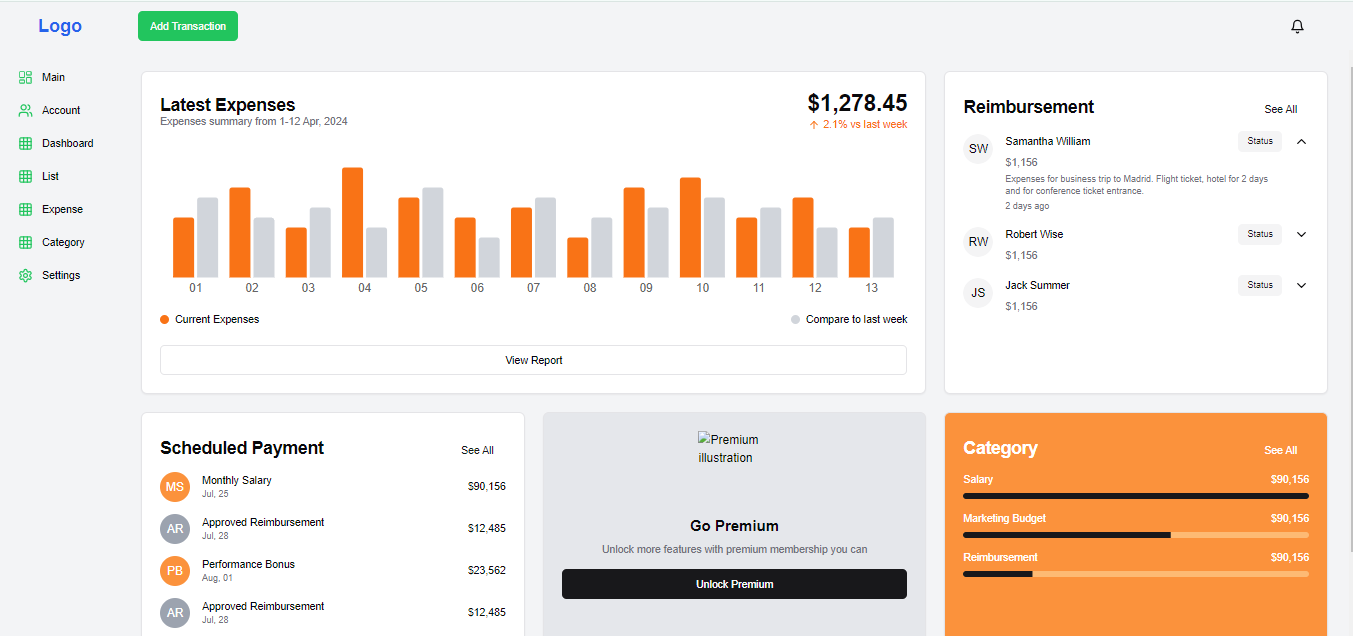 Logo
Add Transaction
Main
Account
Dashboard
List
Expense
Category
Settings
Latest Expenses
Expenses summary from 1-12 Apr, 2024
$1,278.45
2.1% vs last week
01 02 03 04 05 06 07 08 09 10 11 12 13
Current Expenses
Compare to last week
View Report
Reimbursement
See All
SW
Samantha William
Status
$1,156
Expenses for business trip to Madrid. Flight ticket, hotel for 2 days
and for conference ticket entrance.
2 days ago
RW
Robert Wise
Status
$1,156
JS
Jack Summer
Status
$1,156
Scheduled Payment
See All
MS
Monthly Salary
Jul, 25
$90,156
AR
Approved Reimbursement
Jul, 28
$12,485
PB
Performance Bonus
Aug, 01
$23,562
AR
Approved Reimbursement
Jul, 28
$12,485
Premium
illustration
Go Premium
Unlock more features with premium membership you can
Unlock Premium
Category
See All
Salary
$90,156
Marketing Budget
$90,156
Reimbursement
$90,156